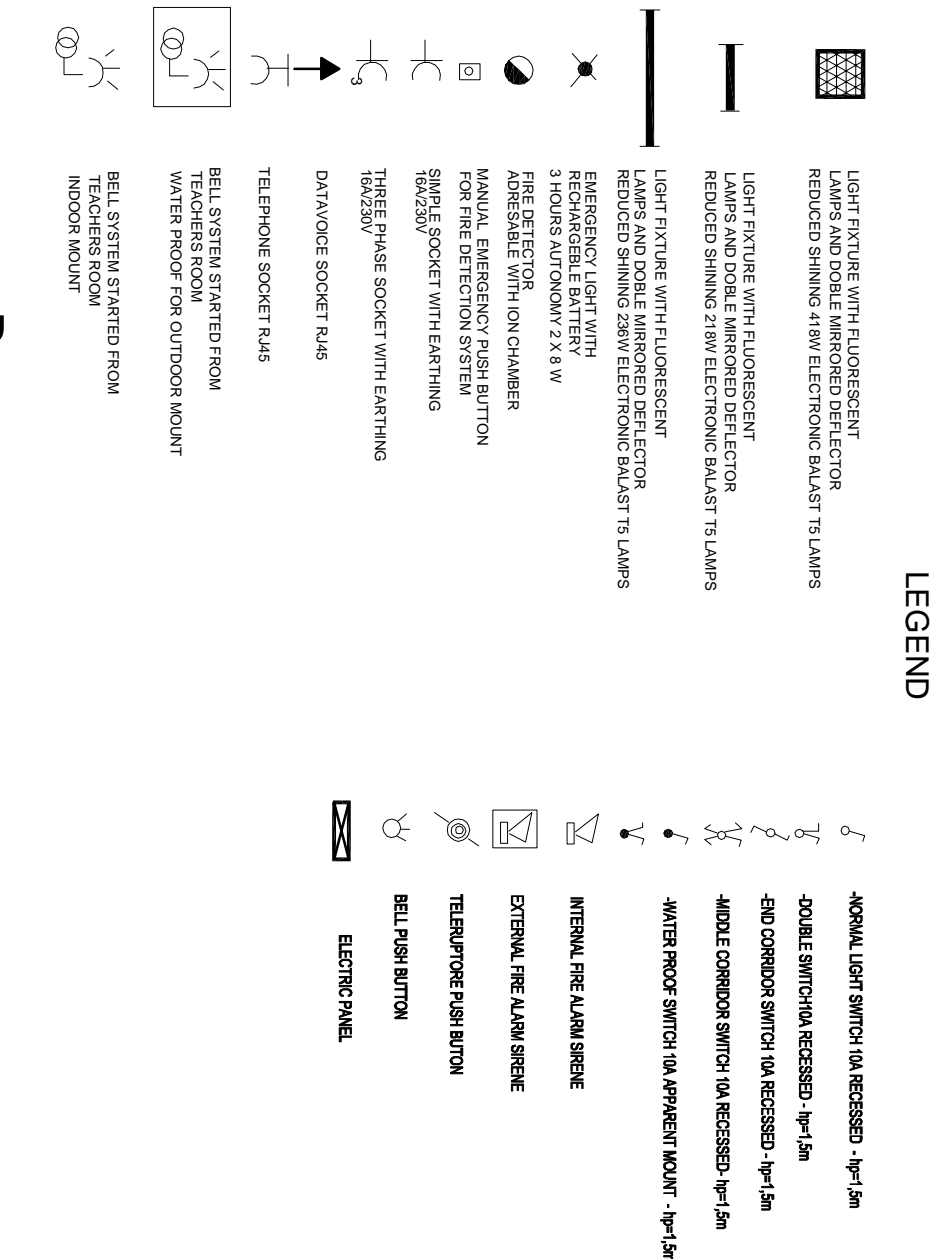 LEGEND
LIGHT FIXTURE WITH FLUORESCENT
LAMPS AND DOBLE MIRRORED DEFLECTOR
REDUCED SHINING 418W ELECTRONIC BALAST T5 LAMPS
LIGHT FIXTURE WITH FLUORESCENT
LAMPS AND DOBLE MIRRORED DEFLECTOR
REDUCED SHINING 218W ELECTRONIC BALAST T5 LAMPS
LIGHT FIXTURE WITH FLUORESCENT
LAMPS AND DOBLE MIRRORED DEFLECTOR
REDUCED SHINING 236W ELECTRONIC BALAST T5 LAMPS
EMERGENCY LIGHT WITH
RECHARGEBLE BATTERY
3 HOURS AUTONOMY 2 X 8 W
FIRE DETECTOR
ADRESABLE WITH ION CHAMBER
MANUAL EMERGENCY PUSH BUTTON
FOR FIRE DETECTION SYSTEM
SIMPLE SOCKET WITH EARTHING
16A/230V
3
THREE PHASE SOCKET WITH EARTHING
16A/230V
DATAVOICE SOCKET RJ45
TELEPHONE SOCKET RJ45
BELL SYSTEM STARTED FROM
TEACHERS ROOM
WATER PROOF FOR OUTDOOR MOUNT
BELL SYSTEM STARTED FROM
TEACHERS ROOM
INDOOR MOUNT
-NORMAL LIGHT SWITCH 10A RECESSED - hp=1,5m
-DOUBLE SWITCH10A RECESSED - hp=1,5m
-END CORRIDOR SWITCH 10A RECESSED - hp=1,5m
-MIDDLE CORRIDOR SWITCH 10A RECESSED- hp=1,5m
-WATER PROOF SWITCH 10A APPARENT MOUNT - hp=1,5m
INTERNAL FIRE ALARM SIRENE
EXTERNAL FIRE ALARM SIRENE
TELERUPTORE PUSH BUTON
BELL PUSH BUTTON
ELECTRIC PANEL